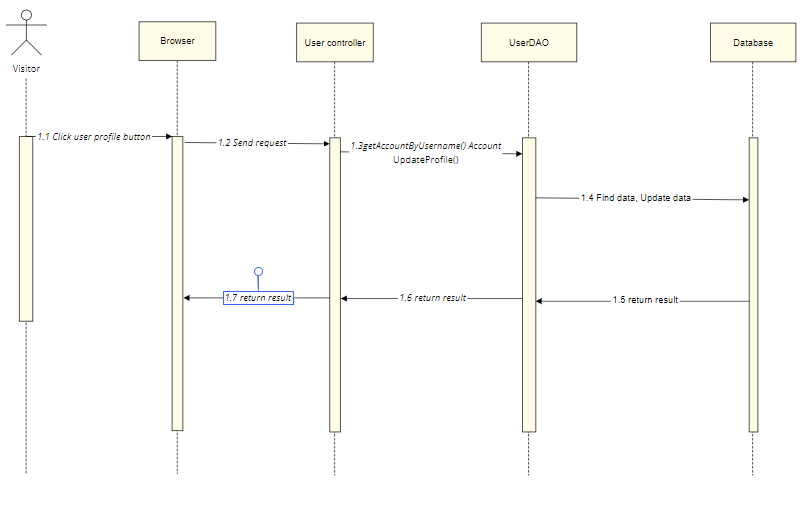 Visitor
Browser
User controller
UserDAO
Database
1.1 Click user profile button
1.2 Send request
1.3getAccountByUsername() Account
UpdateProfile()
1.4 Find data, Update data
1.7 return result
1.6 return result
1.5 return result